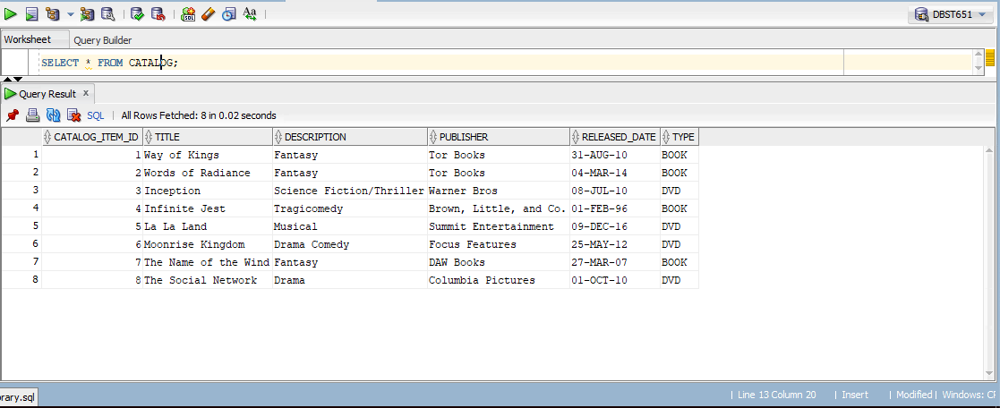 DBST651
Worksheet Query Builder
SELECT * FROM CATALOG;
Query Result x
SQL | All Rows Fetched: 8 in 0.02 seconds
CATALOG_ITEM_ID TITLE DESCRIPTION PUBLISHER RELEASED_DATE TYPE
1 1 Way of Kings Fantasy Tor Books 31-AUG-10 BOOK
2 2 Words of Radiance Fantasy Tor Books 04-MAR-14 BOOK
3 3 Inception Science Fiction/Thriller Warner Bros 08-JUL-10 DVD
4 4 Infinite Jest Tragicomedy Brown, Little, and Co. 01-FEB-96 BOOK
5 5 La La Land Musical Summit Entertainment 09-DEC-16 DVD
6 6 Moonrise Kingdom Drama Comedy Focus Features 25-MAY-12 DVD
7 7 The Name of the Wind Fantasy DAW Books 27-MAR-07 BOOK
8 8 The Social Network Drama Columbia Pictures 01-OCT-10 DVD
rary.sql | Line 13 Column 20 | Insert | Modified | Windows: CR